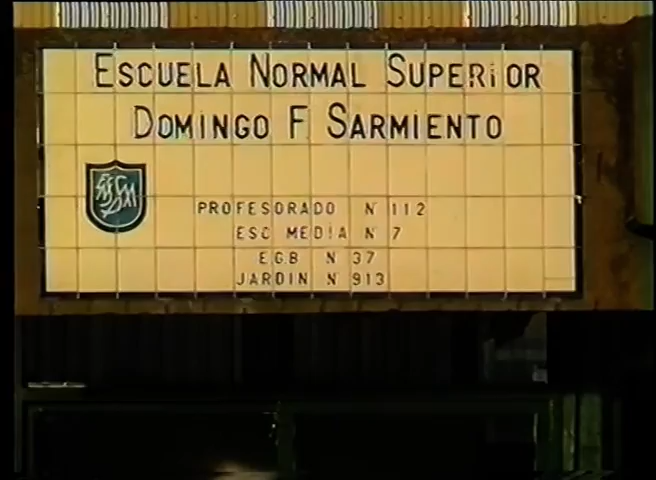 ESCUELA NORMAL SUPERIOR
DOMINGO F SARMIENTO
PROFESORADO N 112
ESC MEDIA N 7
EGB N 37
JARDIN N 913